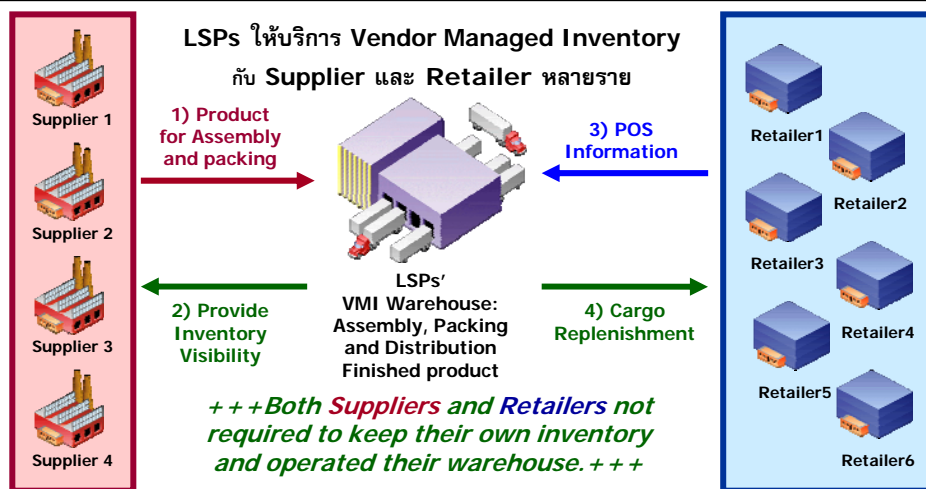 LSPs ให้บริการ Vendor Managed Inventory
กับ Supplier และ Retailer หลายราย
Supplier 1
Supplier 2
Supplier 3
Supplier 4
1) Product
for Assembly
and packing
2) Provide
Inventory
Visibility
LSPs'
VMI Warehouse:
Assembly, Packing
and Distribution
Finished product
3) POS
Information
4) Cargo
Replenishment
Retailer1
Retailer2
Retailer3
Retailer4
Retailer5
Retailer6
+++Both Suppliers and Retailers not
required to keep their own inventory
and operated their warehouse.+++